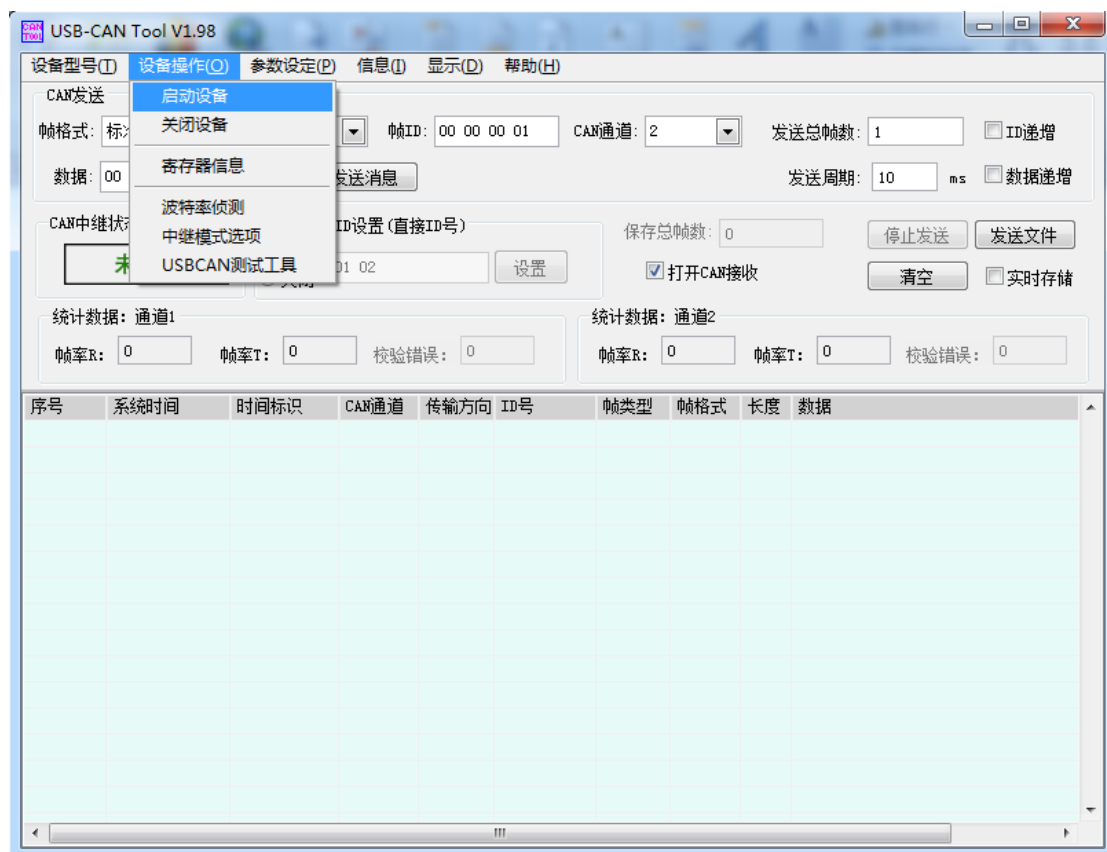 CAN TOOL USB-CAN Tool V1.98
设备型号(T) 设备操作(O) 参数设定(P) 信息(I) 显示(D) 帮助(H)
CAN发送
启动设备
关闭设备
寄存器信息
波特率侦测
中继模式选项
USBCAN测试工具
帧格式: 帧ID: 00 00 00 01 CAN通道: 2 发送总帧数: 1 ID递增
数据: 00 发送消息 发送周期: 10 ms 数据递增
CAN中继状 ID设置(直接ID号) 保存总帧数: 0 停止发送 发送文件
未 01 02 设置 打开CAN接收 清空 实时存储
统计数据: 通道1 统计数据: 通道2
帧率R: 0 帧率T: 0 校验错误: 0 帧率R: 0 帧率T: 0 校验错误: 0
序号 系统时间 时间标识 CAN通道 传输方向 ID号 帧类型 帧格式 长度 数据